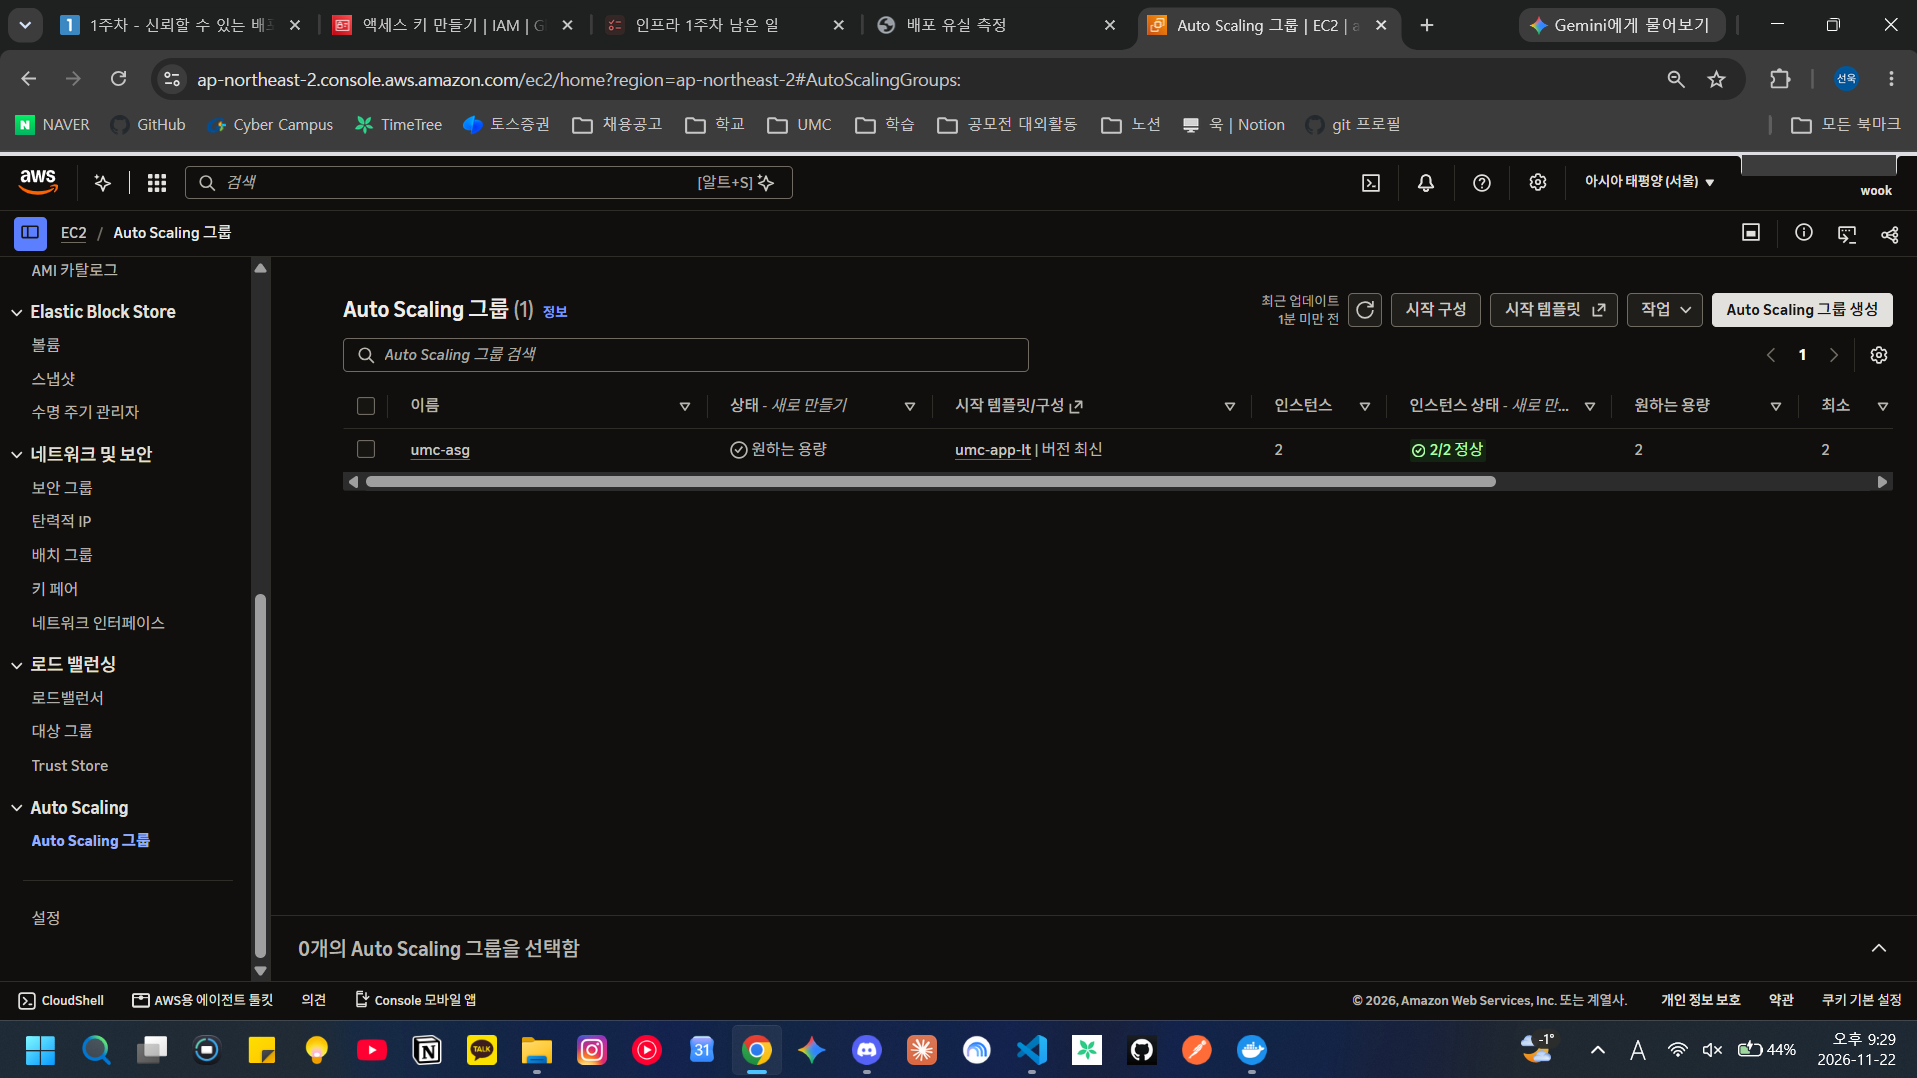 1주차 - 신뢰할 수 있는 배포
액세스 키 만들기 | IAM | Gl
인프라 1주차 남은 일
배포 유실 측정
Auto Scaling 그룹 | EC2 | a
Gemini에게 물어보기
ap-northeast-2.console.aws.amazon.com/ec2/home?region=ap-northeast-2#AutoScalingGroups:
선욱
NAVER
GitHub
Cyber Campus
TimeTree
토스증권
채용공고
학교
UMC
학습
공모전 대외활동
노션
욱 | Notion
git 프로필
모든 북마크
aws
검색
[알트+S]
아시아 태평양 (서울)
wook
EC2 / Auto Scaling 그룹
AMI 카탈로그
Elastic Block Store
볼륨
스냅샷
수명 주기 관리자
네트워크 및 보안
보안 그룹
탄력적 IP
배치 그룹
키 페어
네트워크 인터페이스
로드 밸런싱
로드밸런서
대상 그룹
Trust Store
Auto Scaling
Auto Scaling 그룹
설정
Auto Scaling 그룹 (1) 정보
최근 업데이트
1분 미만 전
시작 구성
시작 템플릿
작업
Auto Scaling 그룹 생성
Auto Scaling 그룹 검색
1
이름
상태 - 새로 만들기
시작 템플릿/구성
인스턴스
인스턴스 상태 - 새로 만...
원하는 용량
최소
umc-asg
원하는 용량
umc-app-lt | 버전 최신
2
2/2 정상
2
2
0개의 Auto Scaling 그룹을 선택함
CloudShell
AWS용 에이전트 툴킷
의견
Console 모바일 앱
© 2026, Amazon Web Services, Inc. 또는 계열사.
개인 정보 보호
약관
쿠키 기본 설정
TALK
31
-1°
A
44%
오후 9:29
2026-11-22